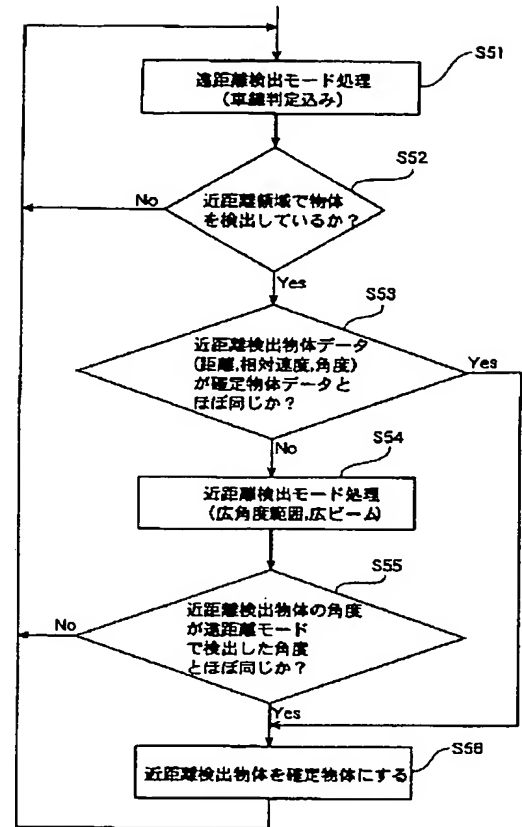 S51
遠距離検出モード処理
(車線判定込み)
S52
近距離領域で物体
を検出しているか?
No
Yes
S53
近距離検出物体データ
(距離,相対速度,角度)
が確定物体データと
ほぼ同じか?
Yes
No
S54
近距離検出モード処理
(広角度範囲,広ビーム)
S55
近距離検出物体の角度
が遠距離モード
で検出した角度
とほぼ同じか?
No
Yes
S56
近距離検出物体を確定物体にする